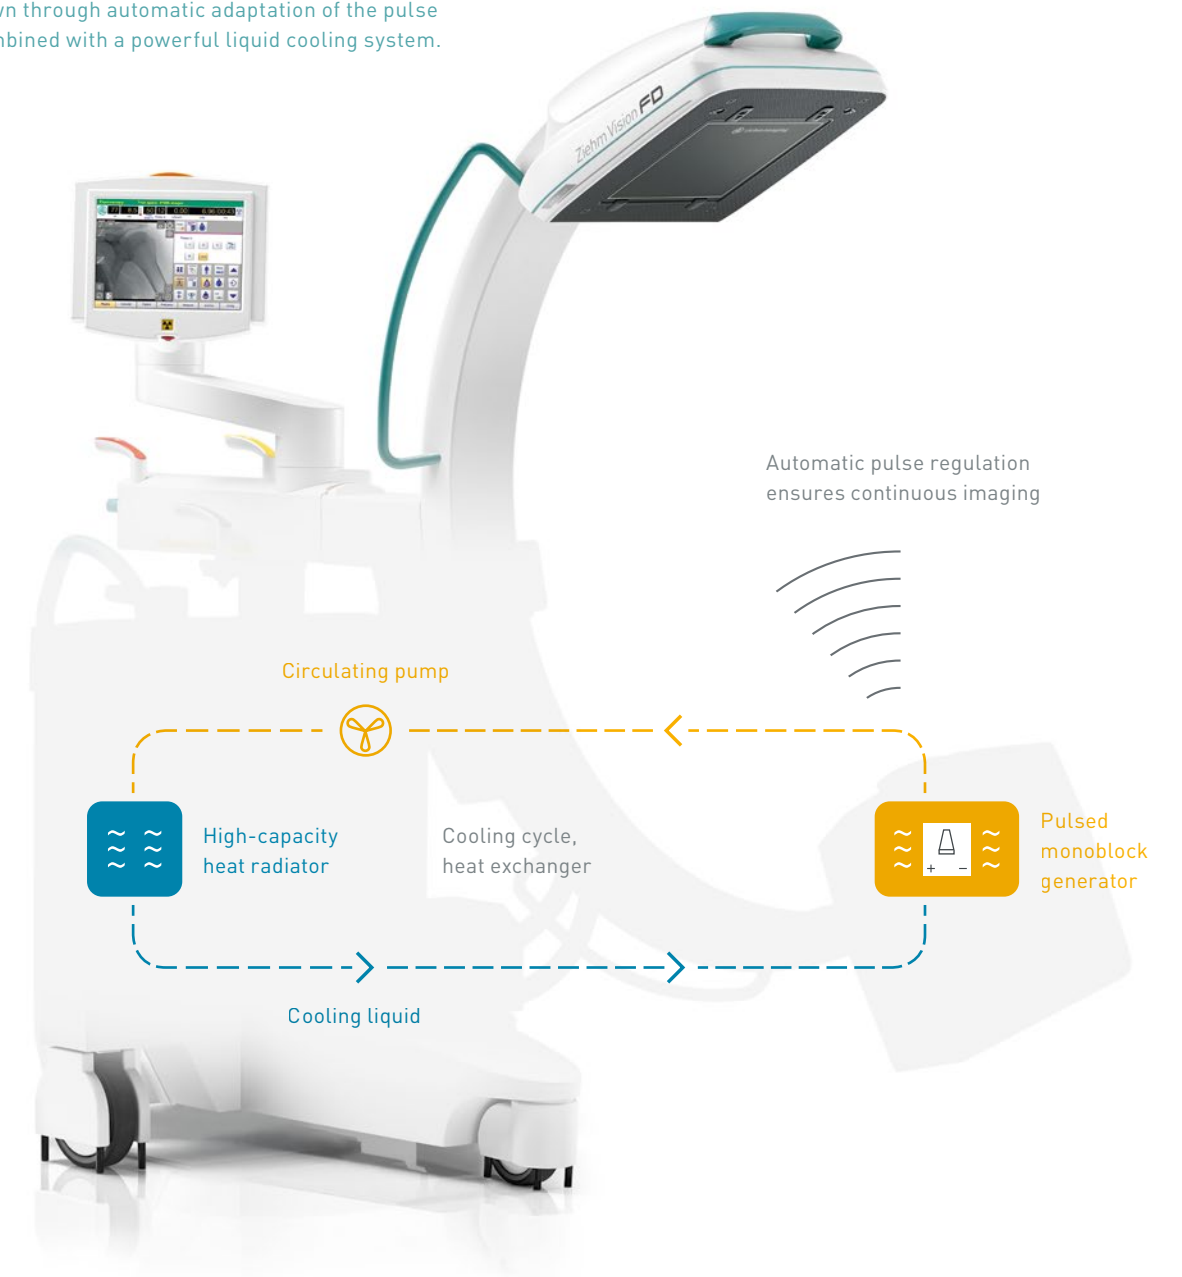 through automatic adaptation of the pulse
with a powerful liquid cooling system.
Ziehm Vision FD
Automatic pulse regulation
ensures continuous imaging
Circulating pump
High-capacity
heat radiator
Cooling cycle,
heat exchanger
+ −
Pulsed
monoblock
generator
Cooling liquid